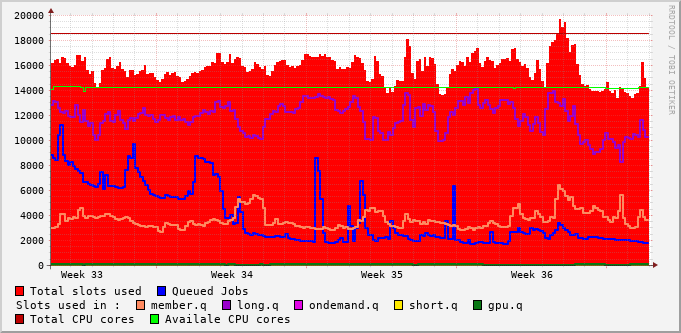 RRDTOOL / TOBI OETIKER
20000
18000
16000
14000
12000
10000
8000
6000
4000
2000
0
Week 33 Week 34 Week 35 Week 36
Total slots used Queued Jobs
Slots used in : member.q long.q ondemand.q short.q gpu.q
Total CPU cores Availale CPU cores